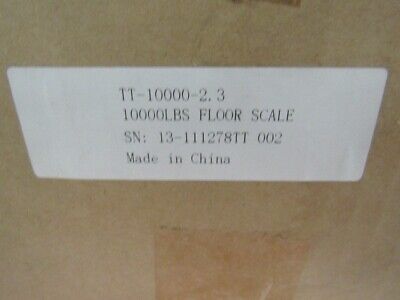 TT-10000-2.3
10000LBS FLOOR SCALE
SN: 13-111278TT 002
Made in China